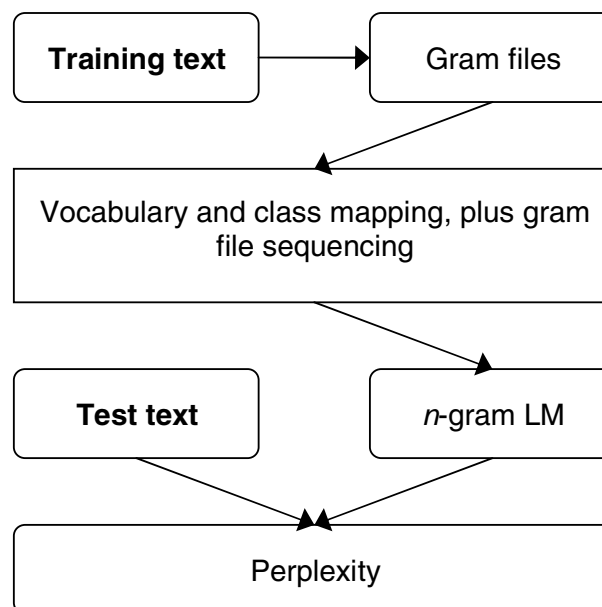 Training text
Gram files
Vocabulary and class mapping, plus gram
file sequencing
Test text
n-gram LM
Perplexity